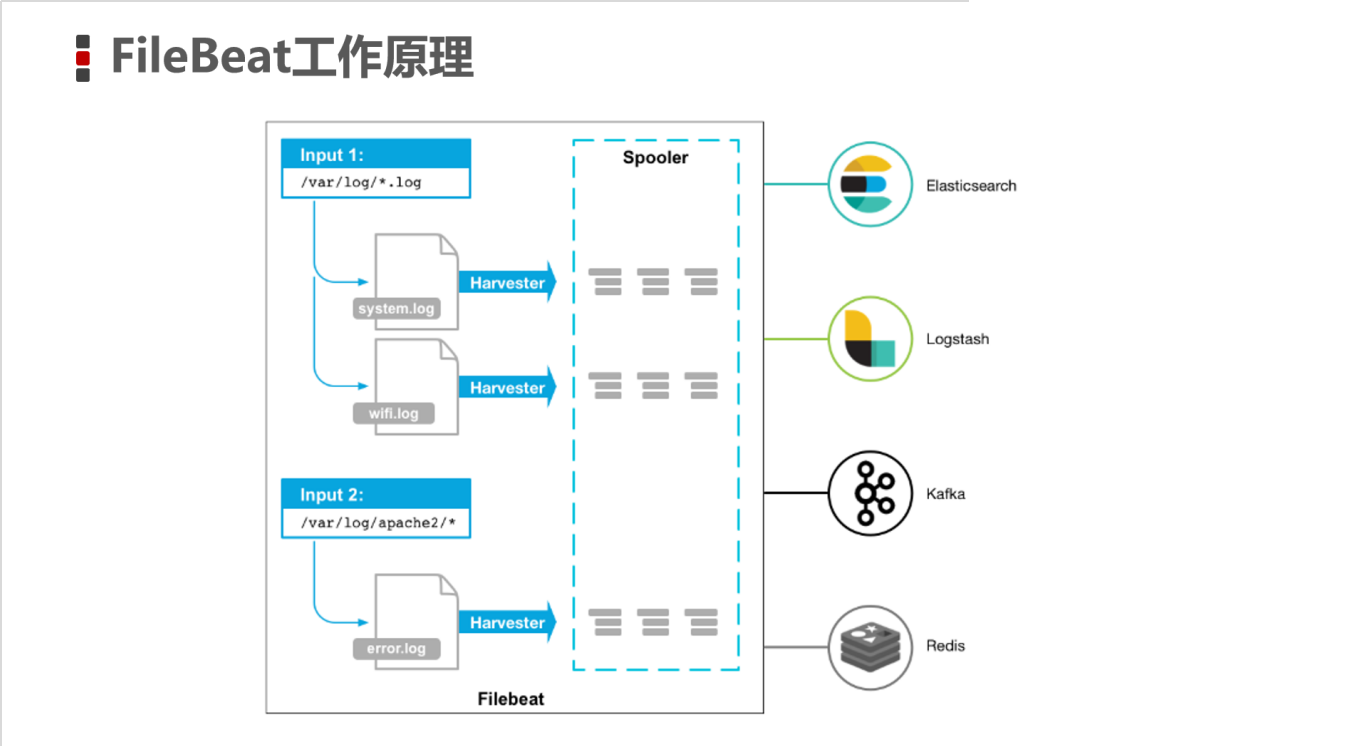 FileBeat工作原理
Input 1:
/var/log/*.log
system.log
Harvester
wifi.log
Harvester
Input 2:
/var/log/apache2/*
error.log
Harvester
Spooler
Filebeat
Elasticsearch
Logstash
Kafka
Redis